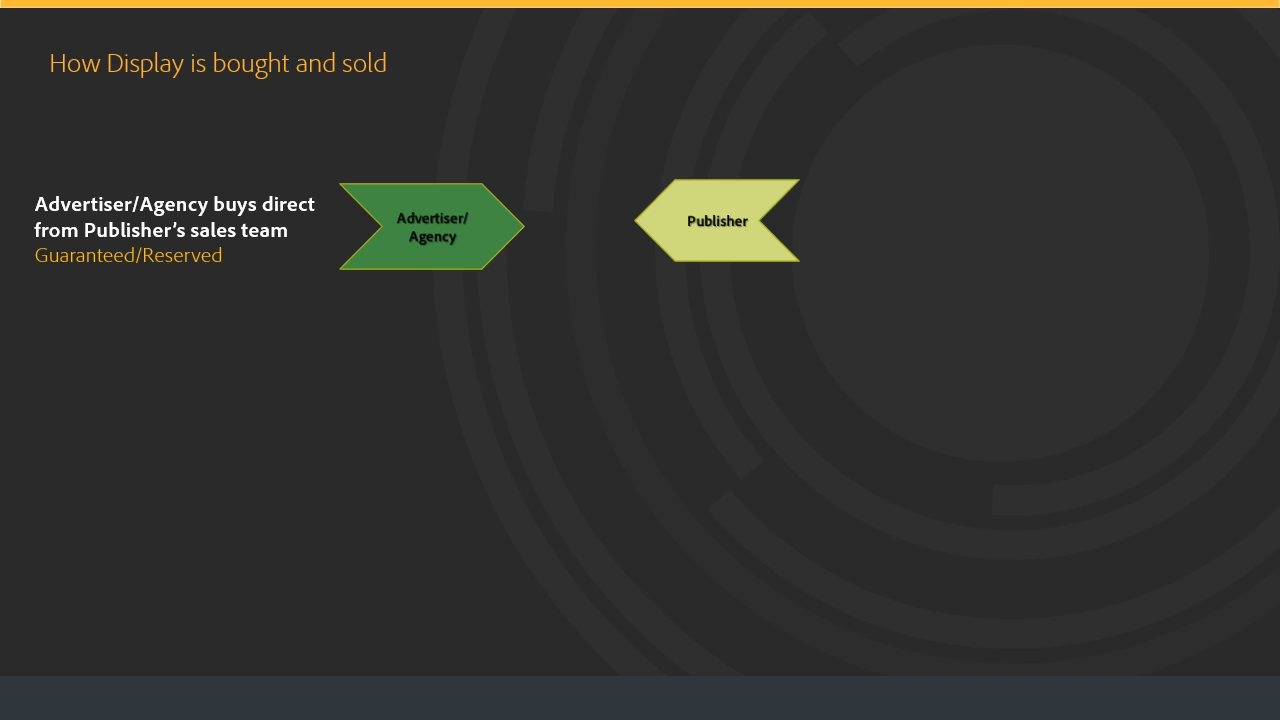 How Display is bought and sold
Advertiser/Agency buys direct
from Publisher’s sales team
Guaranteed/Reserved
Advertiser/
Agency
Publisher